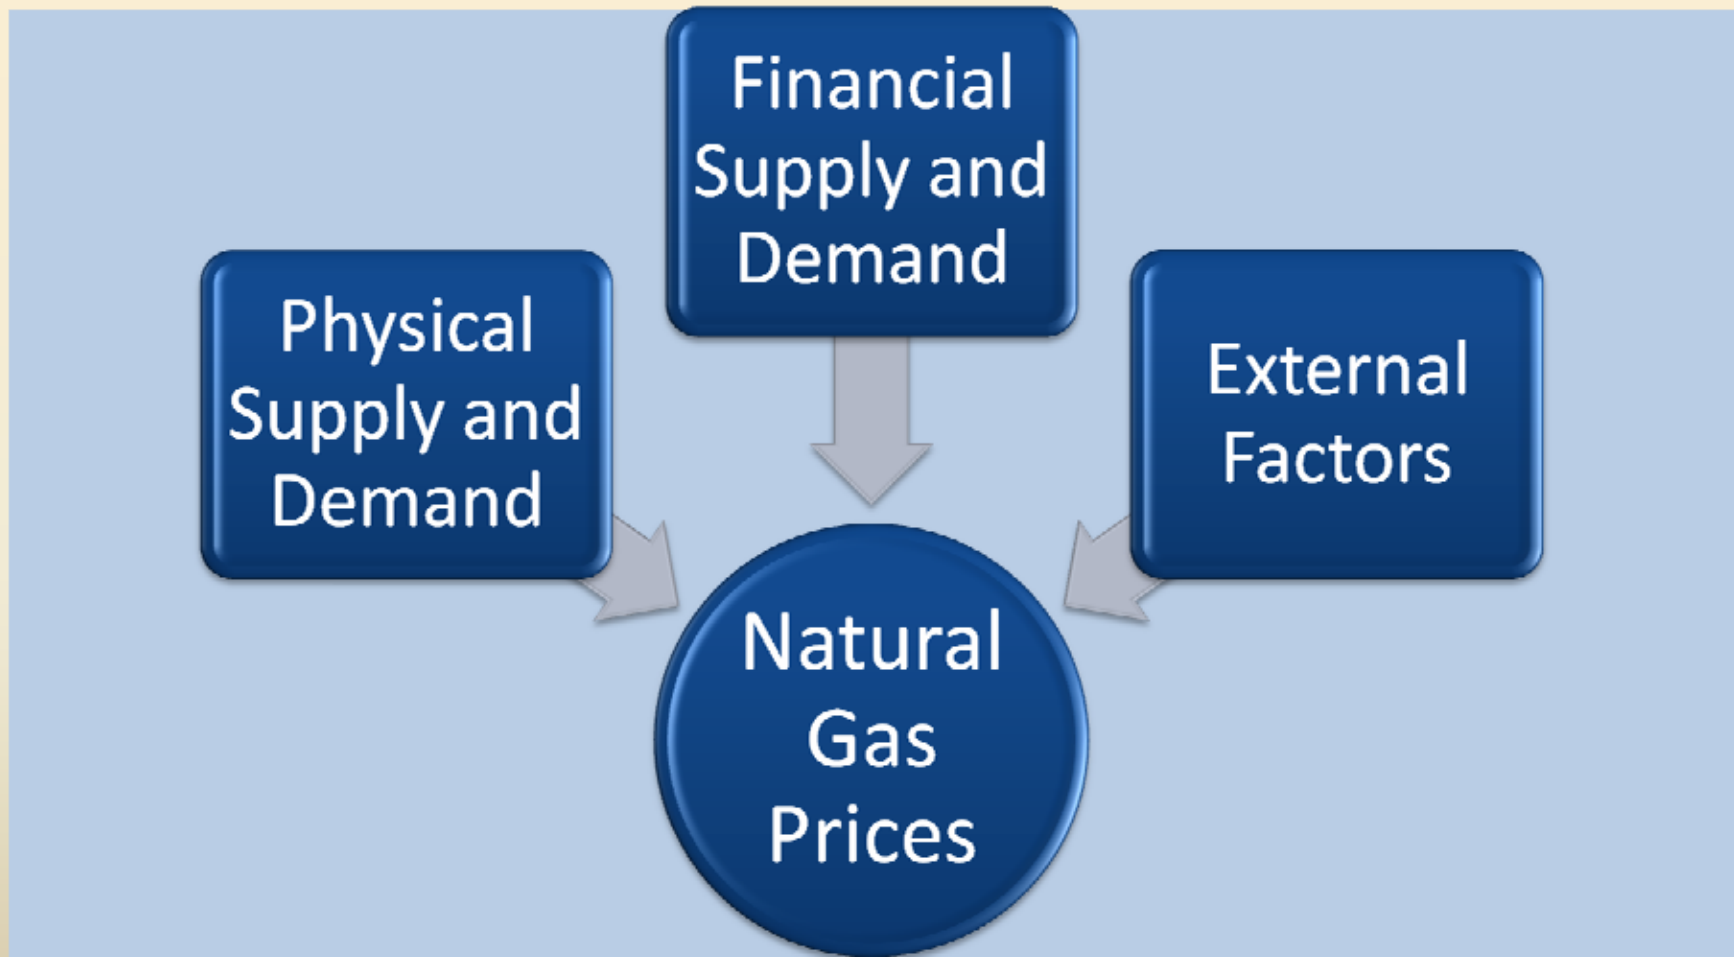 Financial
Supply and
Demand
Physical
Supply and
Demand
External
Factors
Natural
Gas
Prices